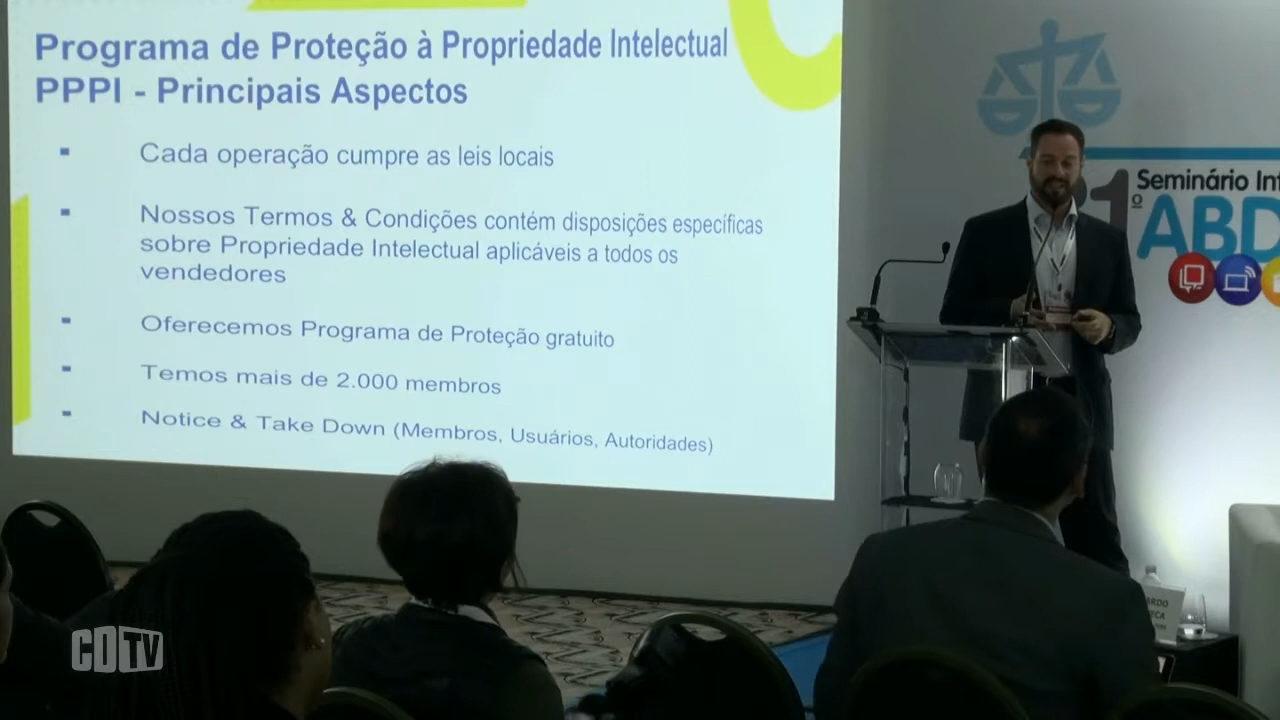 Programa de Proteção à Propriedade Intelectual
PPPI - Principais Aspectos
Cada operação cumpre as leis locais
Nossos Termos & Condições contém disposições específicas
sobre Propriedade Intelectual aplicáveis a todos os
vendedores
Oferecemos Programa de Proteção gratuito
Temos mais de 2.000 membros
Notice & Take Down (Membros, Usuários, Autoridades)
1º Seminário Int
ABD
CDTV